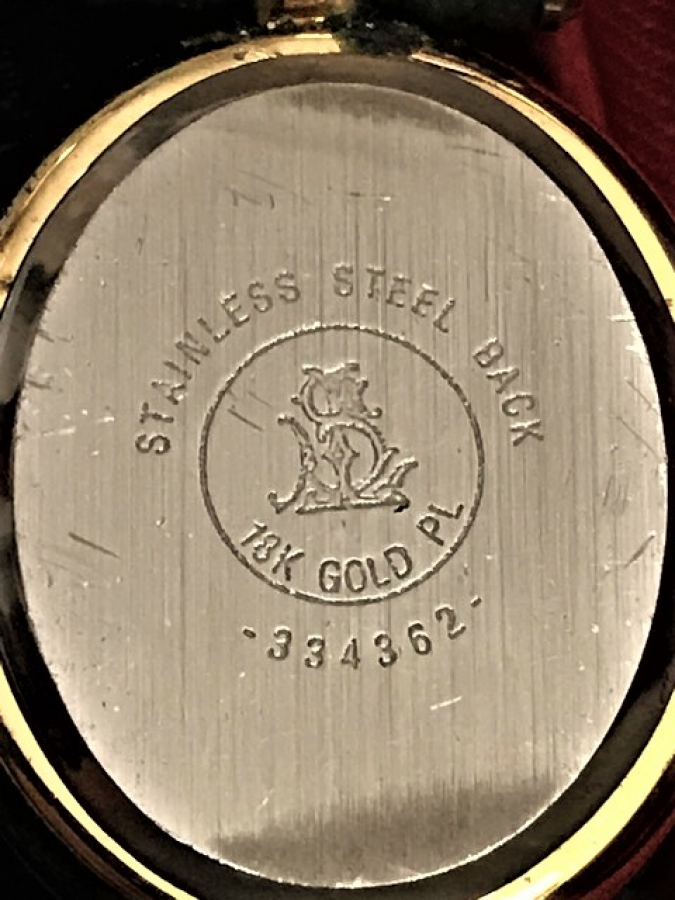 STAINLESS STEEL BACK
18K GOLD PL
-334362-